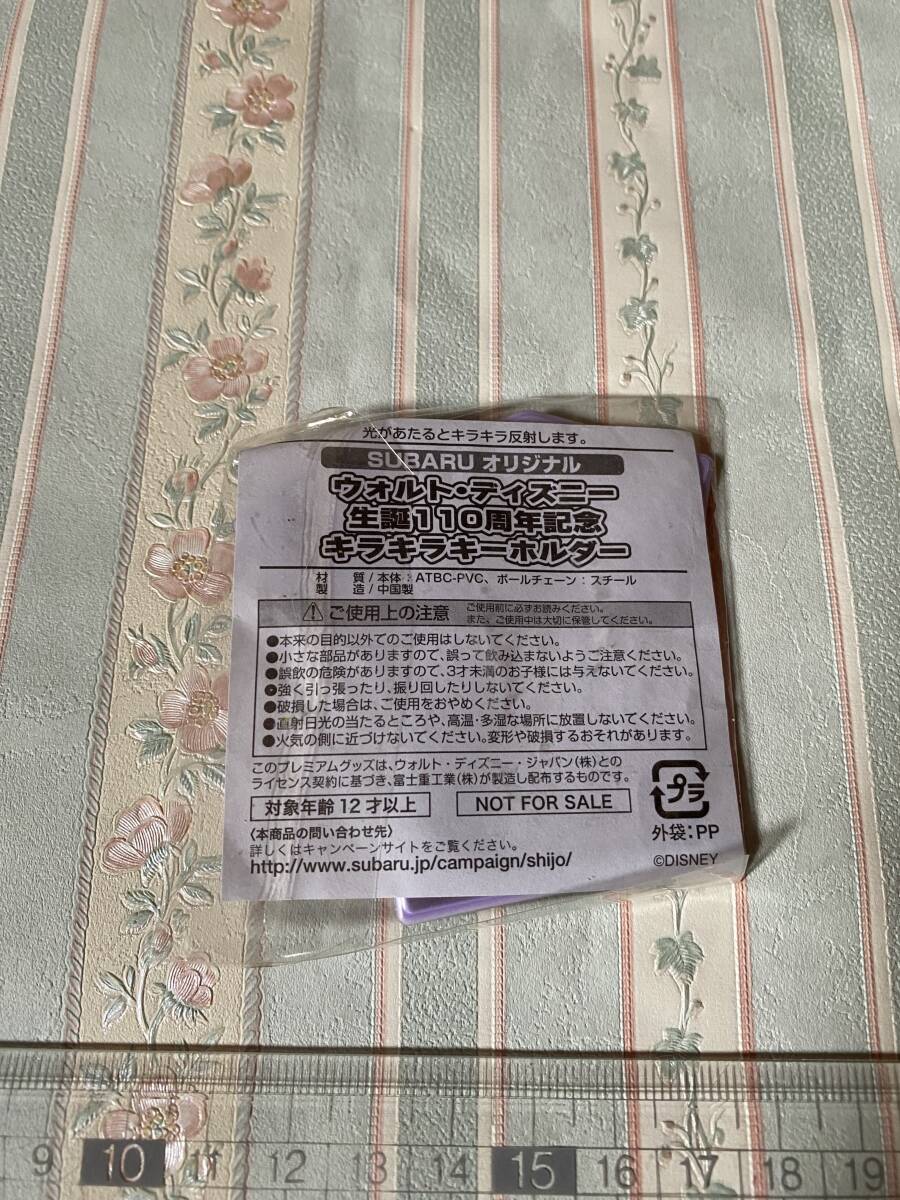 光があたるとキラキラ反射します。
SUBARU オリジナル
ウォルト・ディズニー
生誕110周年記念
キラキラキーホルダー
材 質/本体:ATBC-PVC、ボールチェーン:スチール
製 造/中国製
⚠ご使用上の注意 ご使用前に必ずお読みください。
また、ご使用中は大切に保管してください。
●本来の目的以外でのご使用はしないでください。
●小さな部品がありますので、誤って飲み込まないようご注意ください。
●誤飲の危険がありますので、3才未満のお子様には与えないでください。
●強く引っ張ったり、振り回したりしないでください。
●破損した場合は、ご使用をおやめください。
●直射日光の当たるところや、高温・多湿な場所に放置しないでください。
●火気の側に近づけないでください。変形や破損するおそれがあります。
このプレミアムグッズは、ウォルト・ディズニー・ジャパン(株)との
ライセンス契約に基づき、富士重工業(株)が製造し配布するものです。
対象年齢12才以上 NOT FOR SALE
プラ
外袋:PP
〈本商品の問い合わせ先〉
詳しくはキャンペーンサイトをご覧ください。
http://www.subaru.jp/campaign/shijo/
©DISNEY
9 10 11 12 13 14 15 16 17 18 19